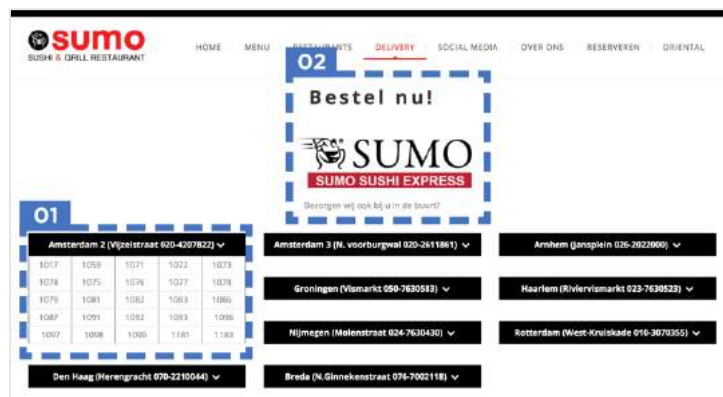 SUMO
SUSHI & GRILL RESTAURANT
HOME MENU RESTAURANTS DELIVERY SOCIAL MEDIA OVER ONS RESERVEREN ORIENTAL
02
Bestel nu!
SUMO
SUMO SUSHI EXPRESS
Bezorgen wij ook bij u in de buurt?
01
Amsterdam 2 (Vijzelstraat 020-4207822)
1017 1059 1071 1072 1073
1074 1075 1076 1077 1078
1079 1081 1082 1083 1086
1087 1091 1092 1093 1096
1097 1098 1099 1181 1183
Amsterdam 3 (N. voorburgwal 020-2611861)
Arnhem (Jansplein 026-2022000)
Groningen (Vismarkt 050-7630513)
Haarlem (Riviervismarkt 023-7630523)
Nijmegen (Molenstraat 024-7630430)
Rotterdam (West-Kruiskade 010-3070355)
Den Haag (Herengracht 070-2210044)
Breda (N.Ginnekenstraat 076-7002118)